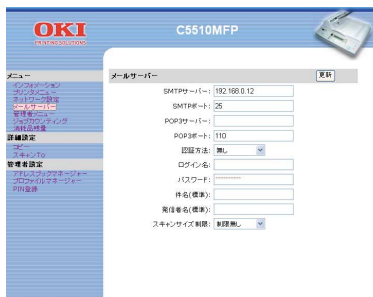 OKI
PRINTING SOLUTIONS
C5510MFP
メニュー
インフォメーション
プリンタメニュー
ネットワーク設定
メールサーバー
管理者メニュー
ジョブアカウンティング
消耗品残量
詳細設定
コピー
スキャンTo
管理者設定
アドレスブックマネージャー
プロファイルマネージャー
PIN登録
メールサーバー
更新
SMTPサーバー: 192.168.0.12
SMTPポート: 25
POP3サーバー:
POP3ポート: 110
認証方法: 無し
ログイン名:
パスワード: ************
件名(標準):
発信者名(標準):
スキャンサイズ制限: 制限無し